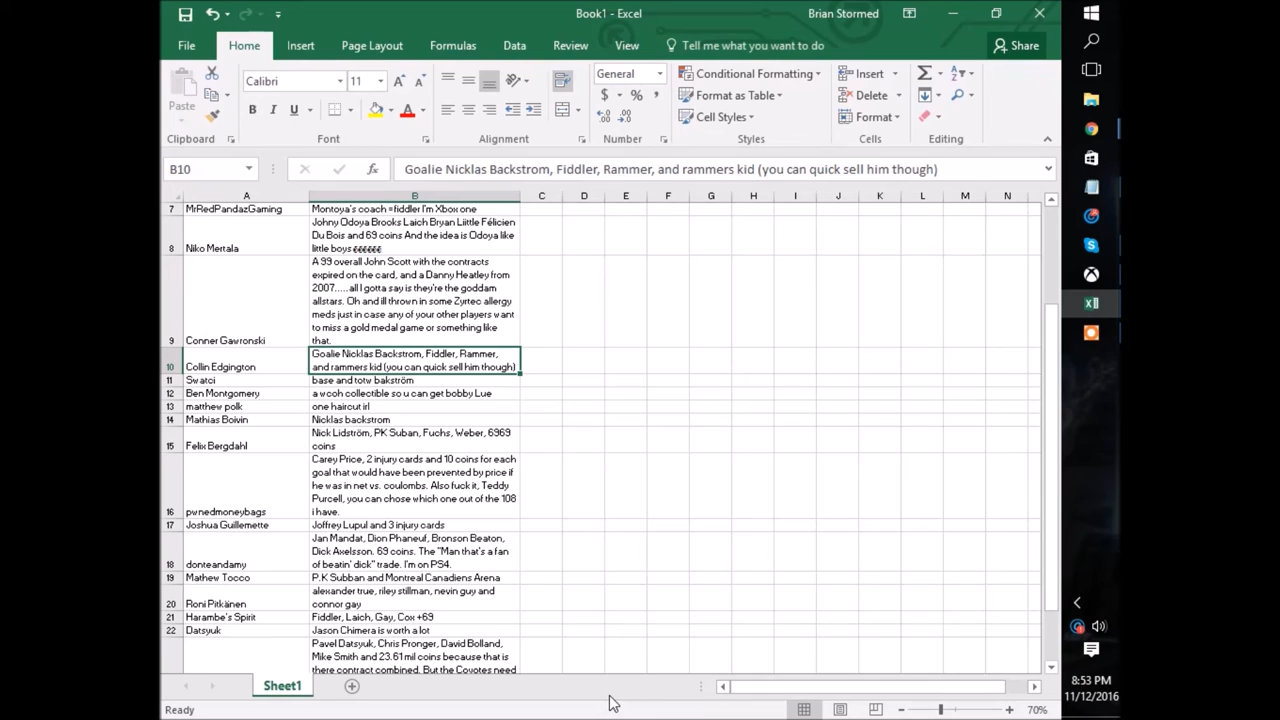 Book1 - Excel
Brian Stormed
File Home Insert Page Layout Formulas Data Review View Tell me what you want to do Share
Calibri 11 General Conditional Formatting Insert
Paste B I U $ % , Format as Table Delete
Cell Styles Format
Clipboard Font Alignment Number Styles Cells Editing
B10 fx Goalie Nicklas Backstrom, Fiddler, Rammer, and rammers kid (you can quick sell him though)
A B C D E F G H I J K L M N
7 MrRedPandazGaming Montoya's coach =fiddler I'm Xbox one
Johny Odoya Brooks Laich Bryan Liittle Félicien
Du Bois and 69 coins And the idea is Odoya like
8 Niko Mertala little boys
A 99 overall John Scott with the contracts
expired on the card, and a Danny Heatley from
2007.....all I gotta say is they're the goddam
allstars. Oh and ill thrown in some Zyrtec allergy
meds just in case any of your other players want
to miss a gold medal game or something like
9 Conner Gawronski that.
Goalie Nicklas Backstrom, Fiddler, Rammer,
10 Collin Edgington and rammers kid (you can quick sell him though)
11 Swatci base and totw bakström
12 Ben Montgomery a wcoh collectible so u can get bobby Lue
13 matthew polk one haircut irl
14 Mathias Boivin Nicklas backstrom
Nick Lidström, PK Suban, Fuchs, Weber, 6969
15 Felix Bergdahl coins
Carey Price, 2 injury cards and 10 coins for each
goal that would have been prevented by price if
he was in net vs. coulombs. Also fuck it, Teddy
Purcell, you can chose which one out of the 108
16 pwnedmoneybags i have.
17 Joshua Guillemette Joffrey Lupul and 3 injury cards
Jan Mandat, Dion Phaneuf, Bronson Beaton,
Dick Axelsson. 69 coins. The "Man that's a fan
18 donteandamy of beatin' dick" trade. I'm on PS4.
19 Mathew Tocco P.K Subban and Montreal Canadiens Arena
alexander true, riley stillman, nevin guy and
20 Roni Pitkänen connor gay
21 Harambe's Spirit Fiddler, Laich, Gay, Cox +69
22 Datsyuk Jason Chimera is worth a lot
Pavel Datsyuk, Chris Pronger, David Bolland,
Mike Smith and 23.61 mil coins because that is
there contract combined. But the Coyotes need
Sheet1
Ready 70%
8:53 PM
11/12/2016